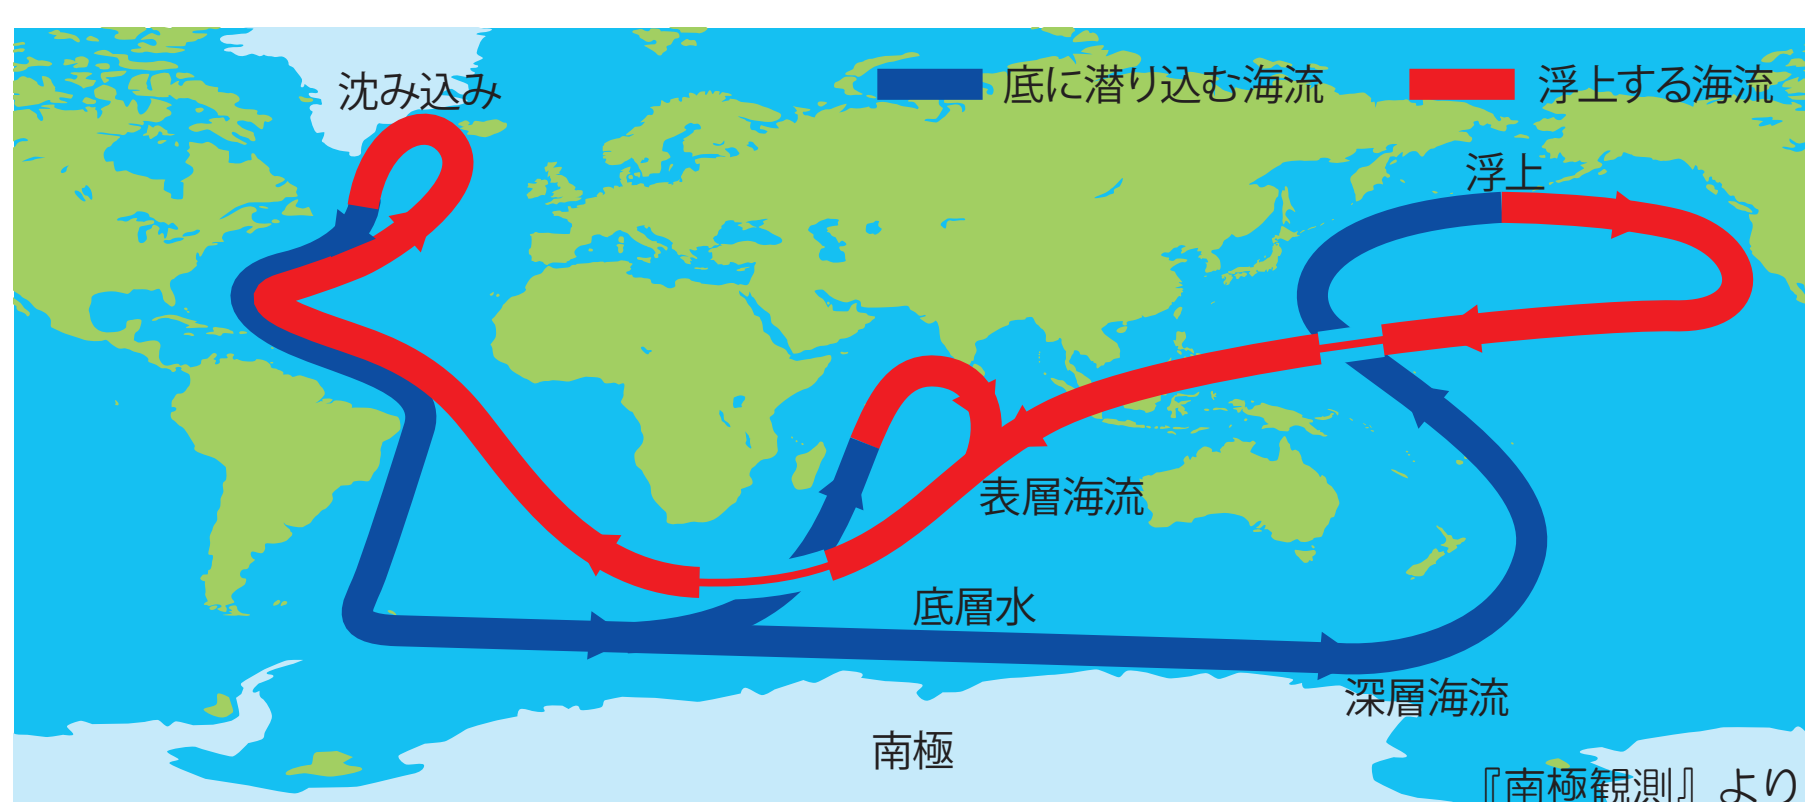 沈み込み
底に潜り込む海流
浮上する海流
浮上
表層海流
底層水
深層海流
南極
『南極観測』より